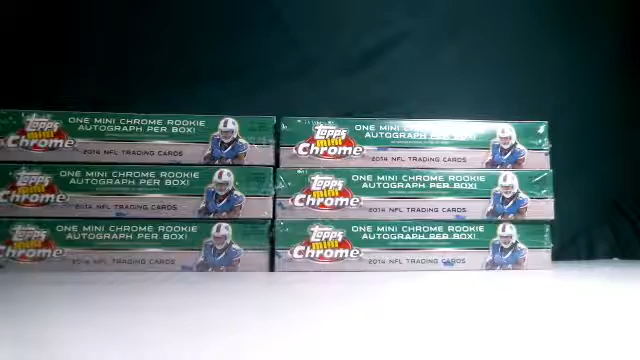 Topps
mini
Chrome
ONE MINI CHROME ROOKIE
AUTOGRAPH PER BOX!
2014 NFL TRADING CARDS
Topps
mini
Chrome
ONE MINI CHROME ROOKIE
AUTOGRAPH PER BOX!
2014 NFL TRADING CARDS
Topps
mini
Chrome
ONE MINI CHROME ROOKIE
AUTOGRAPH PER BOX!
2014 NFL TRADING CARDS
Topps
mini
Chrome
ONE MINI CHROME ROOKIE
AUTOGRAPH PER BOX!
2014 NFL TRADING CARDS
Topps
mini
Chrome
ONE MINI CHROME ROOKIE
AUTOGRAPH PER BOX!
2014 NFL TRADING CARDS
Topps
mini
Chrome
ONE MINI CHROME ROOKIE
AUTOGRAPH PER BOX!
2014 NFL TRADING CARDS